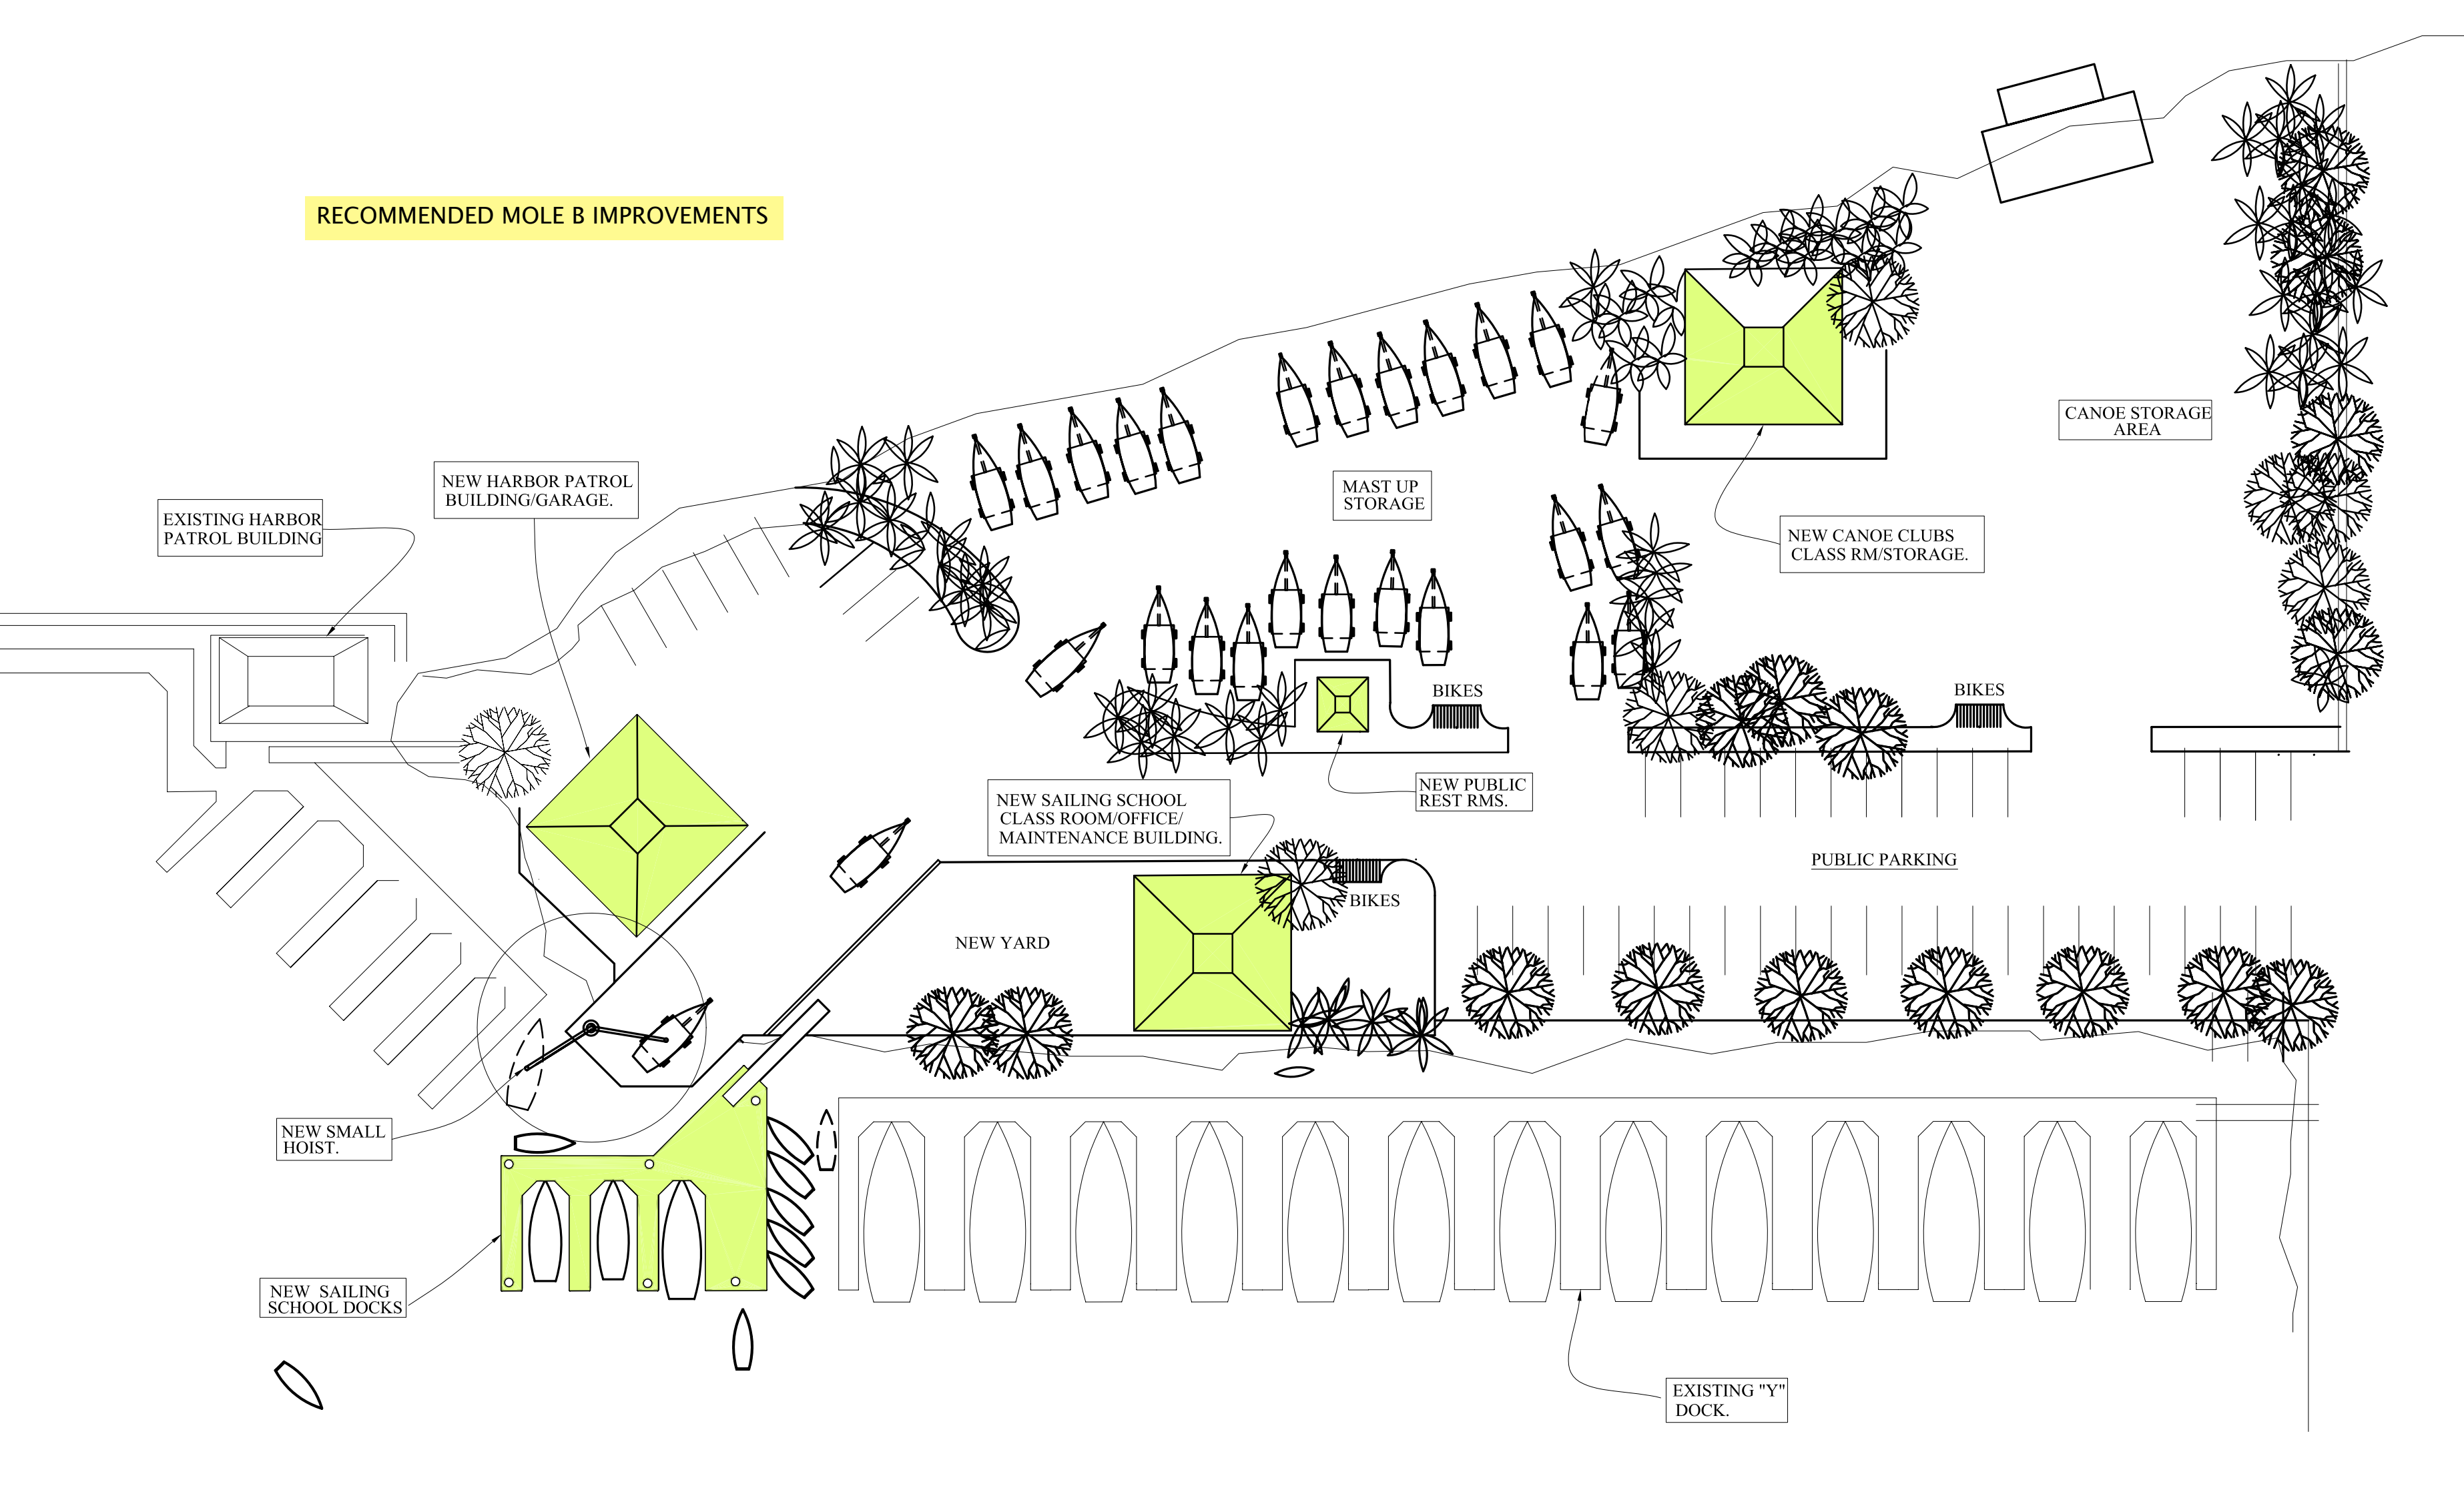 RECOMMENDED MOLE B IMPROVEMENTS
CANOE STORAGE
AREA
NEW HARBOR PATROL
BUILDING/GARAGE.
MAST UP
STORAGE
EXISTING HARBOR
PATROL BUILDING
NEW CANOE CLUBS
CLASS RM/STORAGE.
BIKES
BIKES
NEW PUBLIC
REST RMS.
NEW SAILING SCHOOL
CLASS ROOM/OFFICE/
MAINTENANCE BUILDING.
PUBLIC PARKING
BIKES
NEW YARD
NEW SMALL
HOIST.
NEW SAILING
SCHOOL DOCKS
EXISTING "Y"
DOCK.